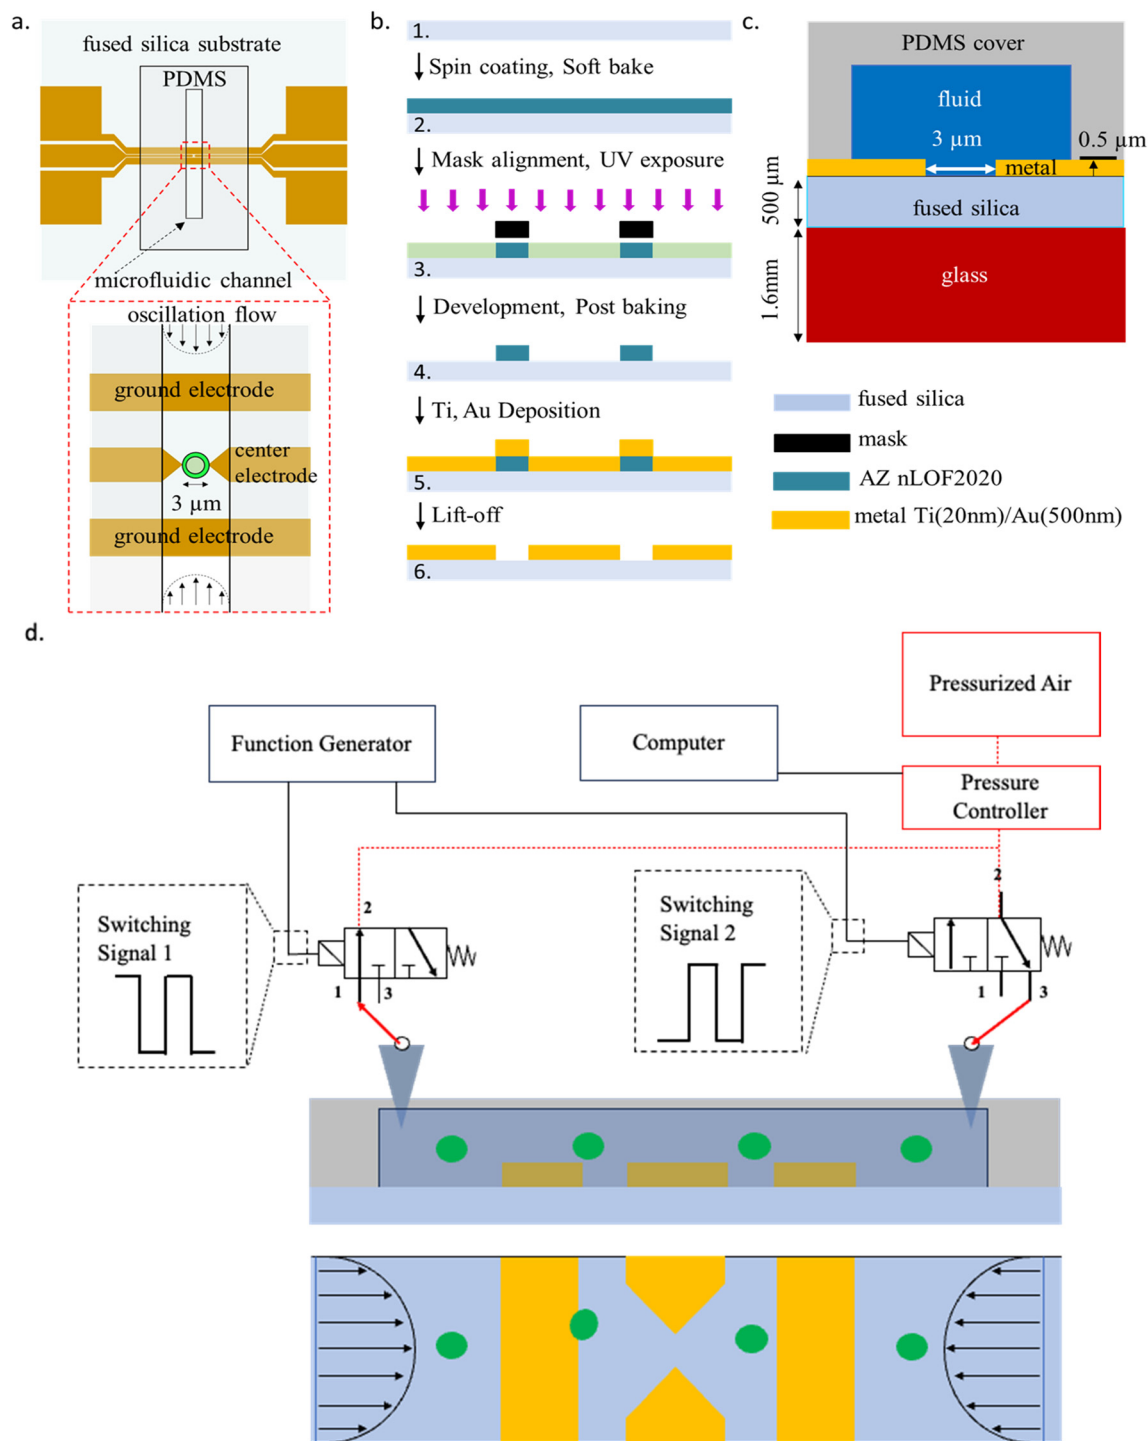 a.
fused silica substrate
PDMS
microfluidic channel
oscillation flow
ground electrode
center
electrode
3 µm
ground electrode
b.
1.
Spin coating, Soft bake
2.
Mask alignment, UV exposure
3.
Development, Post baking
4.
Ti, Au Deposition
5.
Lift-off
6.
c.
PDMS cover
fluid
3 µm
0.5 µm
metal
500 µm
fused silica
1.6mm
glass
fused silica
mask
AZ nLOF2020
metal Ti(20nm)/Au(500nm)
d.
Pressurized Air
Function Generator
Computer
Pressure
Controller
Switching
Signal 1
2
1
3
Switching
Signal 2
2
1
3